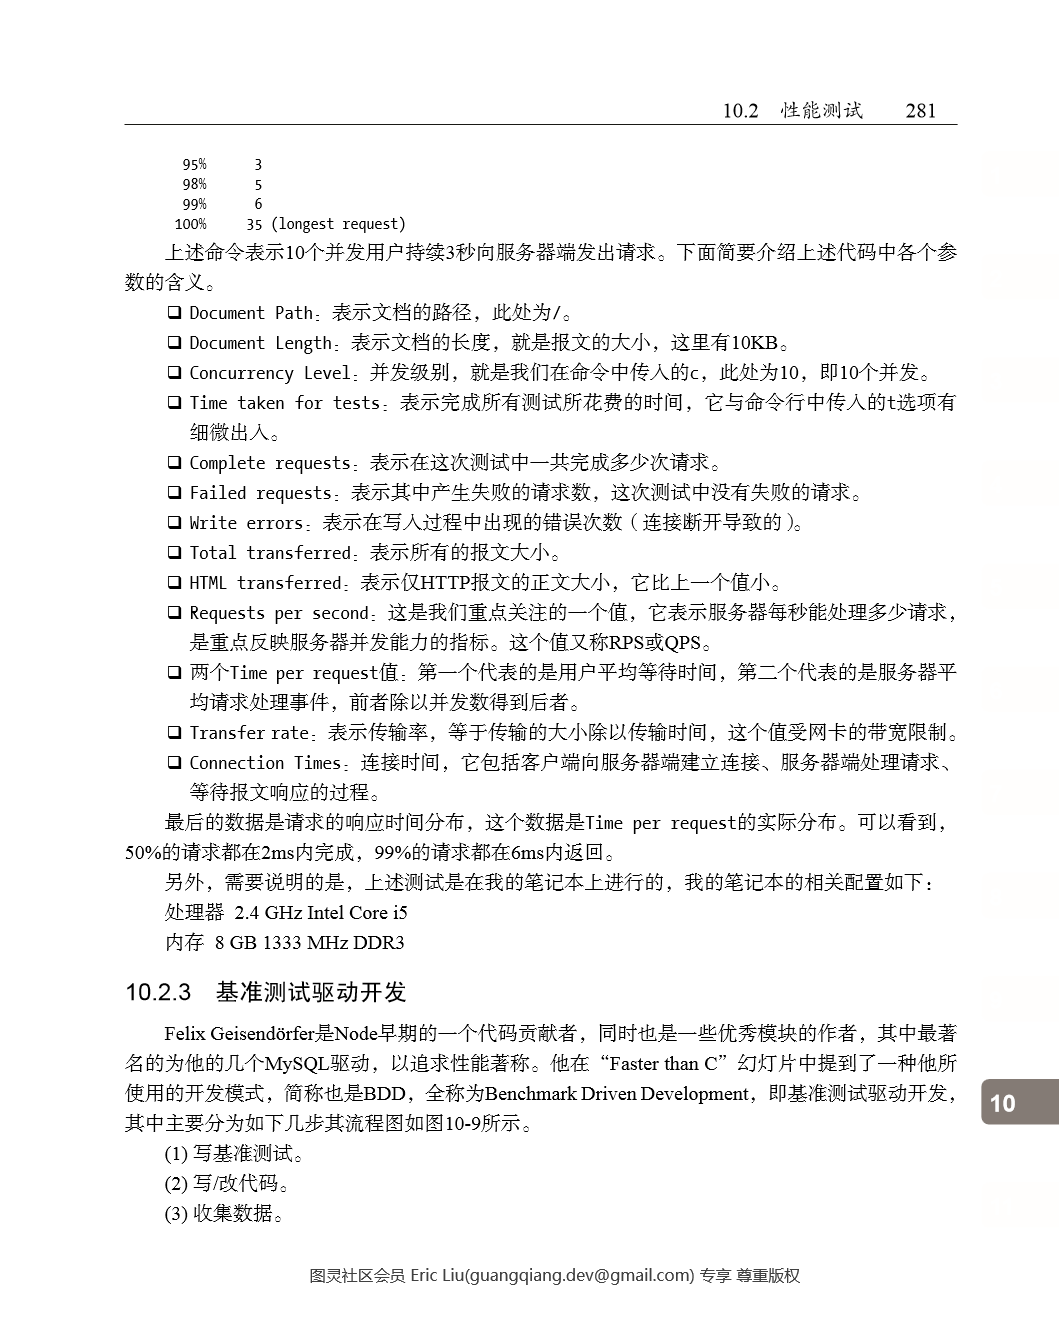 10.2 性能测试 281
95% 3
98% 5
99% 6
100% 35 (longest request)
上述命令表示10个并发用户持续3秒向服务器端发出请求。下面简要介绍上述代码中各个参
数的含义。
❑ Document Path：表示文档的路径，此处为/。
❑ Document Length：表示文档的长度，就是报文的大小，这里有10KB。
❑ Concurrency Level：并发级别，就是我们在命令中传入的c，此处为10，即10个并发。
❑ Time taken for tests：表示完成所有测试所花费的时间，它与命令行中传入的t选项有
细微出入。
❑ Complete requests：表示在这次测试中一共完成多少次请求。
❑ Failed requests：表示其中产生失败的请求数，这次测试中没有失败的请求。
❑ Write errors：表示在写入过程中出现的错误次数（连接断开导致的）。
❑ Total transferred：表示所有的报文大小。
❑ HTML transferred：表示仅HTTP报文的正文大小，它比上一个值小。
❑ Requests per second：这是我们重点关注的一个值，它表示服务器每秒能处理多少请求，
是重点反映服务器并发能力的指标。这个值又称RPS或QPS。
❑ 两个Time per request值：第一个代表的是用户平均等待时间，第二个代表的是服务器平
均请求处理事件，前者除以并发数得到后者。
❑ Transfer rate：表示传输率，等于传输的大小除以传输时间，这个值受网卡的带宽限制。
❑ Connection Times：连接时间，它包括客户端向服务器端建立连接、服务器端处理请求、
等待报文响应的过程。
最后的数据是请求的响应时间分布，这个数据是Time per request的实际分布。可以看到，
50%的请求都在2ms内完成，99%的请求都在6ms内返回。
另外，需要说明的是，上述测试是在我的笔记本上进行的，我的笔记本的相关配置如下：
处理器 2.4 GHz Intel Core i5
内存 8 GB 1333 MHz DDR3
10.2.3 基准测试驱动开发
Felix Geisendörfer是Node早期的一个代码贡献者，同时也是一些优秀模块的作者，其中最著
名的为他的几个MySQL驱动，以追求性能著称。他在“Faster than C”幻灯片中提到了一种他所
使用的开发模式，简称也是BDD，全称为Benchmark Driven Development，即基准测试驱动开发，
其中主要分为如下几步其流程图如图10-9所示。
10
(1) 写基准测试。
(2) 写/改代码。
(3) 收集数据。
图灵社区会员 Eric Liu(guangqiang.dev@gmail.com) 专享 尊重版权